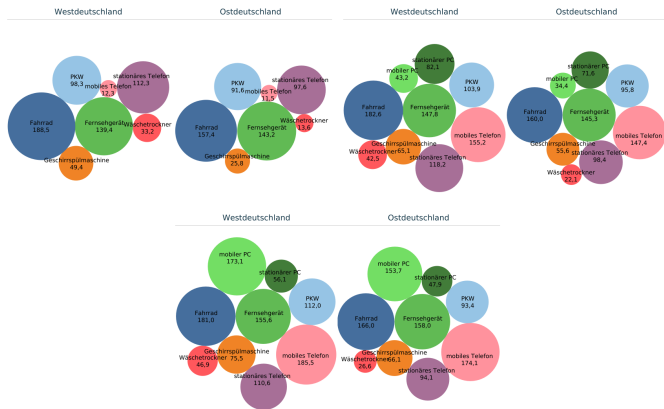 Westdeutschland
Ostdeutschland
PKW
98,3
stationäres Telefon
112,3
mobiles Telefon
12,3
Fahrrad
188,5
Fernsehgerät
139,4
Wäschetrockner
33,2
Geschirrspülmaschine
49,4
PKW
91,6
stationäres Telefon
97,6
mobiles Telefon
11,5
Fahrrad
157,4
Fernsehgerät
143,2
Wäschetrockner
13,6
Geschirrspülmaschine
25,8
Westdeutschland
Ostdeutschland
stationärer PC
82,1
mobiler PC
43,2
PKW
103,9
Fahrrad
182,6
Fernsehgerät
147,8
mobiles Telefon
155,2
Geschirrspülmaschine
65,1
Wäschetrockner
42,5
stationäres Telefon
118,2
stationärer PC
71,6
mobiler PC
34,4
PKW
95,8
Fahrrad
160,0
Fernsehgerät
145,3
mobiles Telefon
147,4
Geschirrspülmaschine
55,6
stationäres Telefon
98,4
Wäschetrockner
22,1
Westdeutschland
Ostdeutschland
mobiler PC
173,1
stationärer PC
56,1
PKW
112,0
Fahrrad
181,0
Fernsehgerät
155,6
mobiles Telefon
185,5
Geschirrspülmaschine
75,5
Wäschetrockner
46,9
stationäres Telefon
110,6
mobiler PC
153,7
stationärer PC
47,9
PKW
93,4
Fahrrad
166,0
Fernsehgerät
158,0
mobiles Telefon
174,1
Geschirrspülmaschine
66,1
Wäschetrockner
28,6
stationäres Telefon
94,1